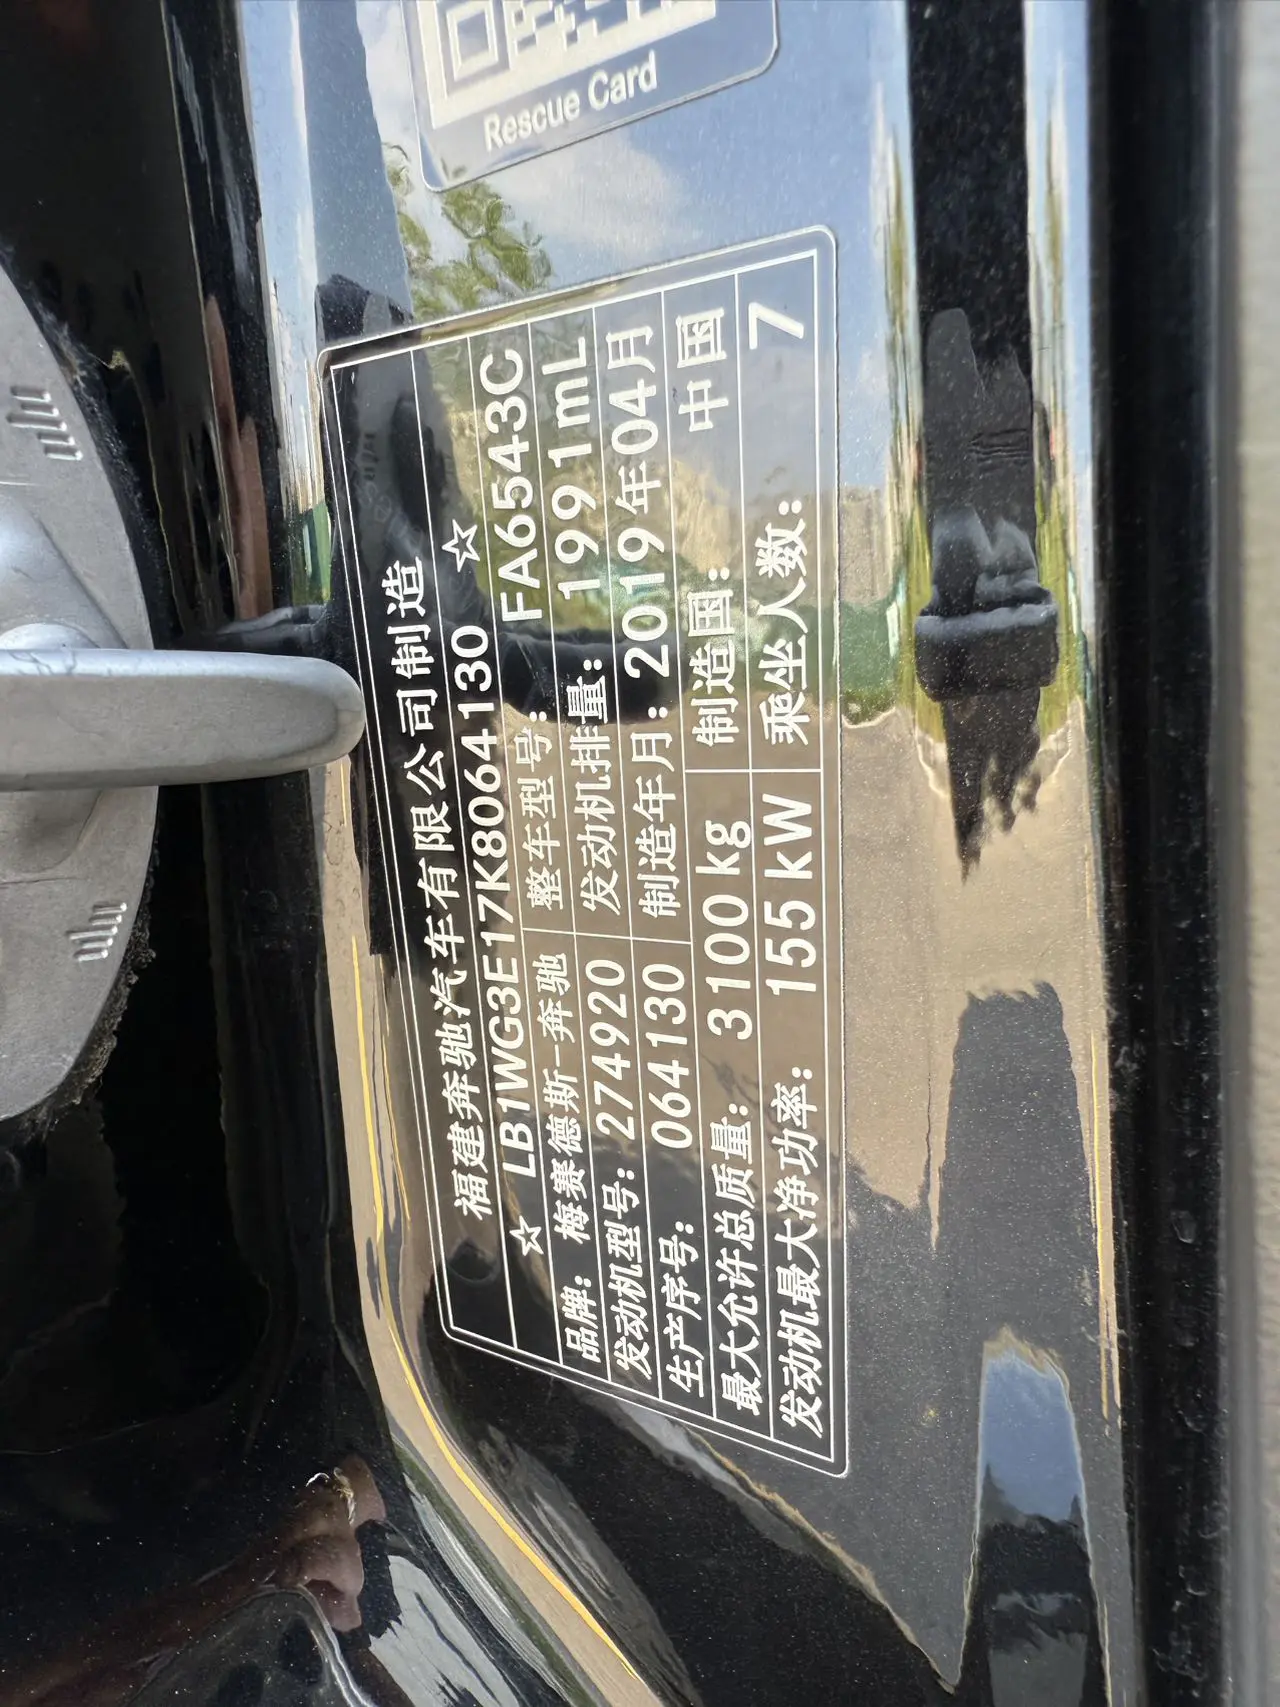 Rescue Card
福建奔驰汽车有限公司制造
☆ LB1WG3E17K8064130 ☆
品牌： 梅赛德斯-奔驰 整车型号： FA6543C
发动机型号： 274920 发动机排量： 1991mL
生产序号： 064130 制造年月： 2019年04月
最大允许总质量： 3100kg 制造国： 中国
发动机最大净功率： 155kW 乘坐人数： 7